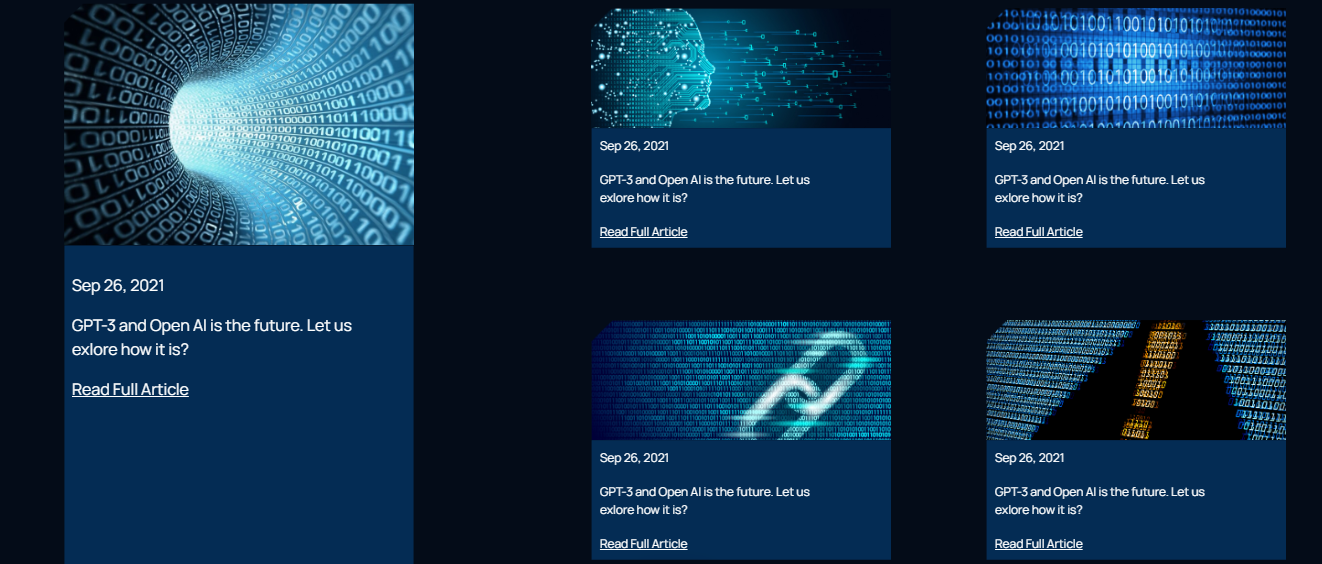 Sep 26, 2021
GPT-3 and Open AI is the future. Let us
exlore how it is?
Read Full Article
Sep 26, 2021
GPT-3 and Open AI is the future. Let us
exlore how it is?
Read Full Article
Sep 26, 2021
GPT-3 and Open AI is the future. Let us
exlore how it is?
Read Full Article
Sep 26, 2021
GPT-3 and Open AI is the future. Let us
exlore how it is?
Read Full Article
Sep 26, 2021
GPT-3 and Open AI is the future. Let us
exlore how it is?
Read Full Article